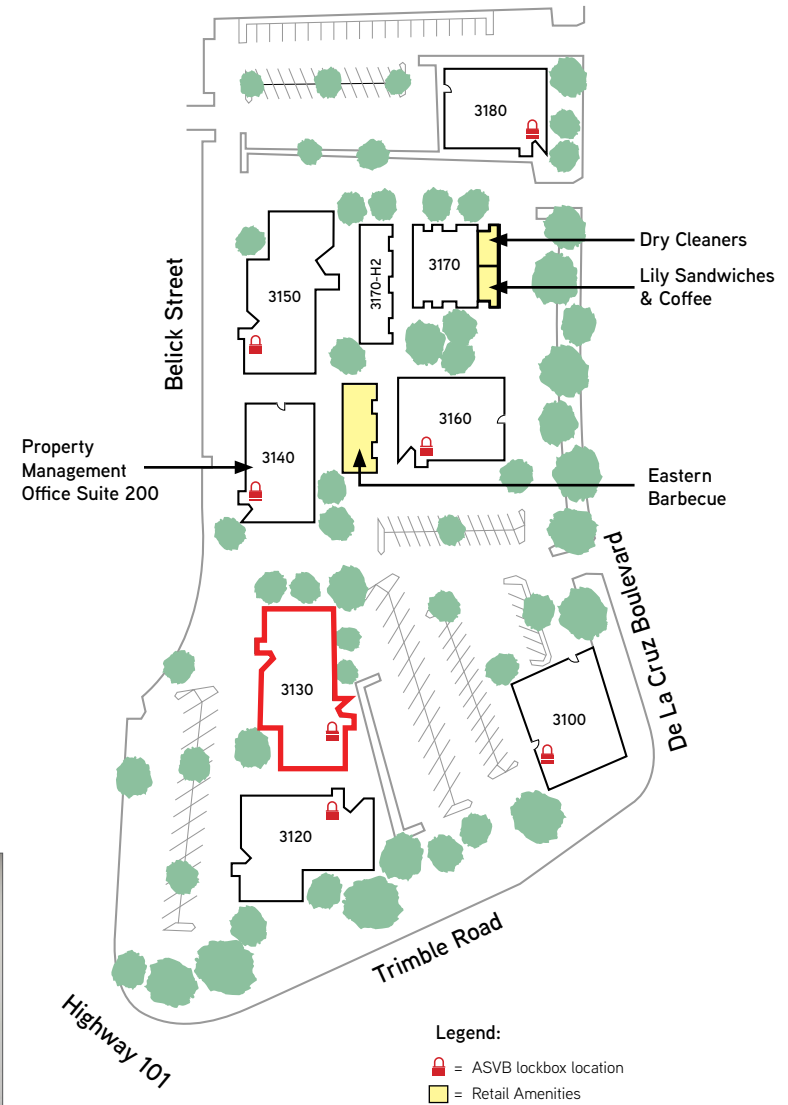 3180
Dry Cleaners
3170
3170-H2
Lily Sandwiches
& Coffee
3150
Belick Street
3160
Property
Management
Office Suite 200
3140
Eastern
Barbecue
De La Cruz Boulevard
3130
3100
3120
Trimble Road
Highway 101
Legend:
= ASVB lockbox location
= Retail Amenities